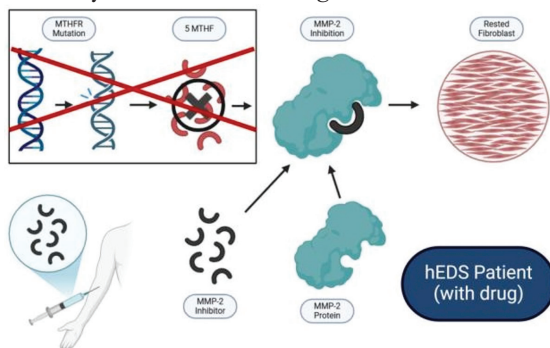 MTHFR
Mutation
5 MTHF
MMP-2
Inhibition
Rested
Fibroblast
MMP-2
Inhibitor
MMP-2
Protein
hEDS Patient
(with drug)